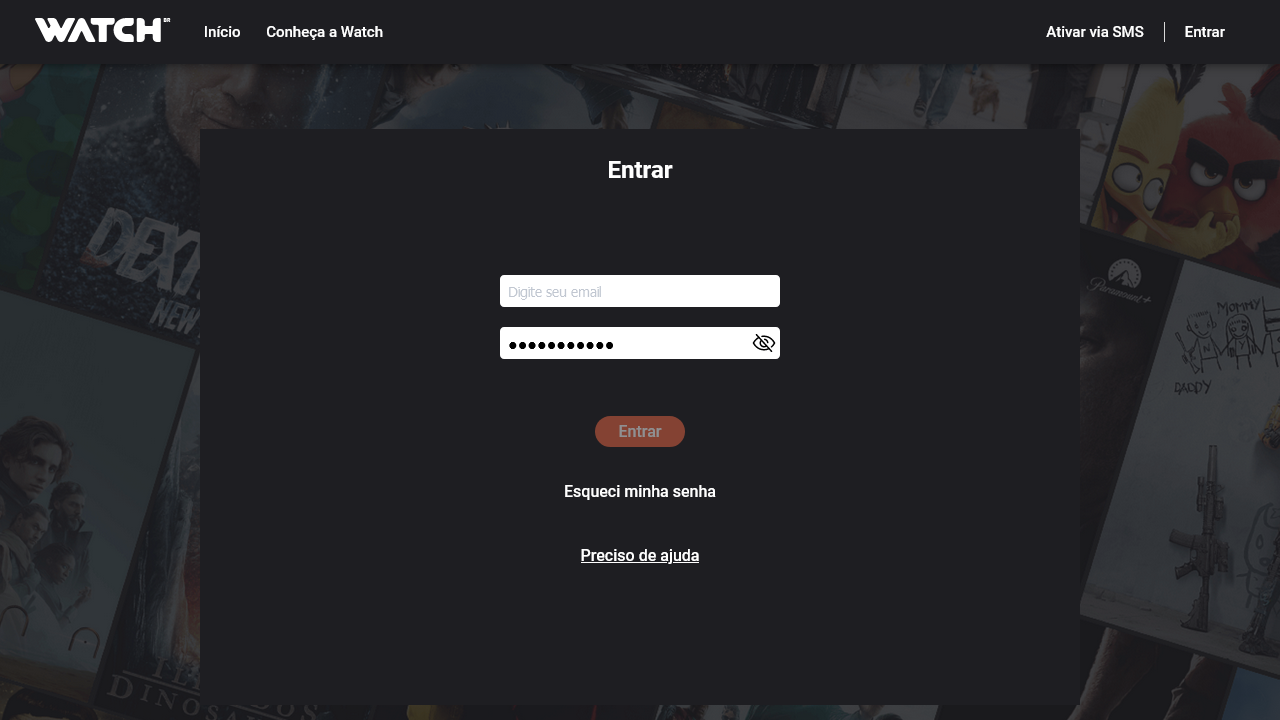 WATCH BR
Início
Conheça a Watch
Ativar via SMS
Entrar
Entrar
Digite seu email
●●●●●●●●●●●
Entrar
Esqueci minha senha
Preciso de ajuda
Paramount+
MOMMY
DADDY
NEW
DINOSA